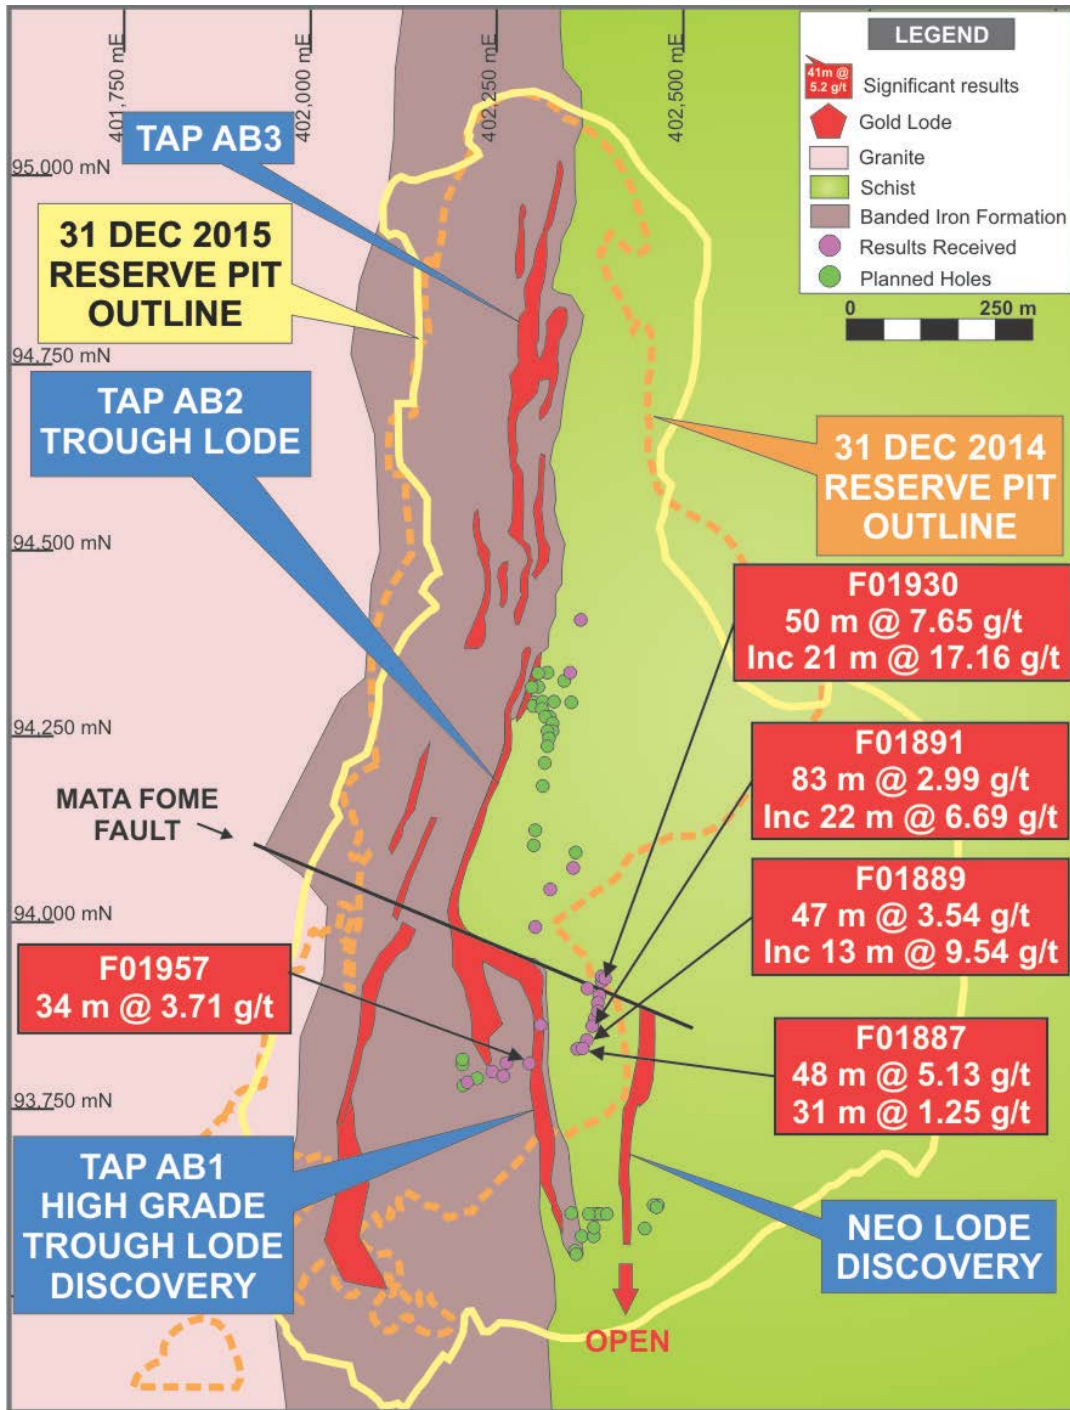 401,750 mE
402,000 mE
402,250 mE
402,500 mE
LEGEND
41m @
5.2 g/t
Significant results
Gold Lode
Granite
Schist
Banded Iron Formation
Results Received
Planned Holes
0 250 m
TAP AB3
95,000 mN
31 DEC 2015
RESERVE PIT
OUTLINE
94,750 mN
TAP AB2
TROUGH LODE
31 DEC 2014
RESERVE PIT
OUTLINE
94,500 mN
F01930
50 m @ 7.65 g/t
Inc 21 m @ 17.16 g/t
94,250 mN
F01891
83 m @ 2.99 g/t
Inc 22 m @ 6.69 g/t
MATA FOME
FAULT
F01889
47 m @ 3.54 g/t
Inc 13 m @ 9.54 g/t
94,000 mN
F01957
34 m @ 3.71 g/t
F01887
48 m @ 5.13 g/t
31 m @ 1.25 g/t
93,750 mN
TAP AB1
HIGH GRADE
TROUGH LODE
DISCOVERY
NEO LODE
DISCOVERY
OPEN